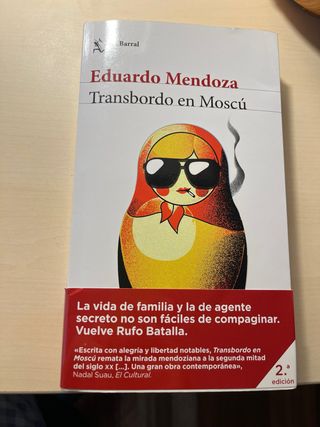 Barral
Eduardo Mendoza
Transbordo en Moscú
La vida de familia y la de agente
secreto no son fáciles de compaginar.
Vuelve Rufo Batalla.
«Escrita con alegría y libertad notables, Transbordo en
Moscú remata la mirada mendoziana a la segunda mitad
del siglo XX [...]. Una gran obra contemporánea»,
Nadal Suau, El Cultural.
2.ª
edición